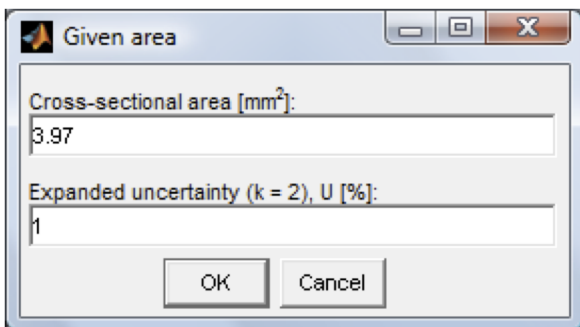 Given area
Cross-sectional area [mm²]:
3.97
Expanded uncertainty (k = 2), U [%]:
1
OK Cancel